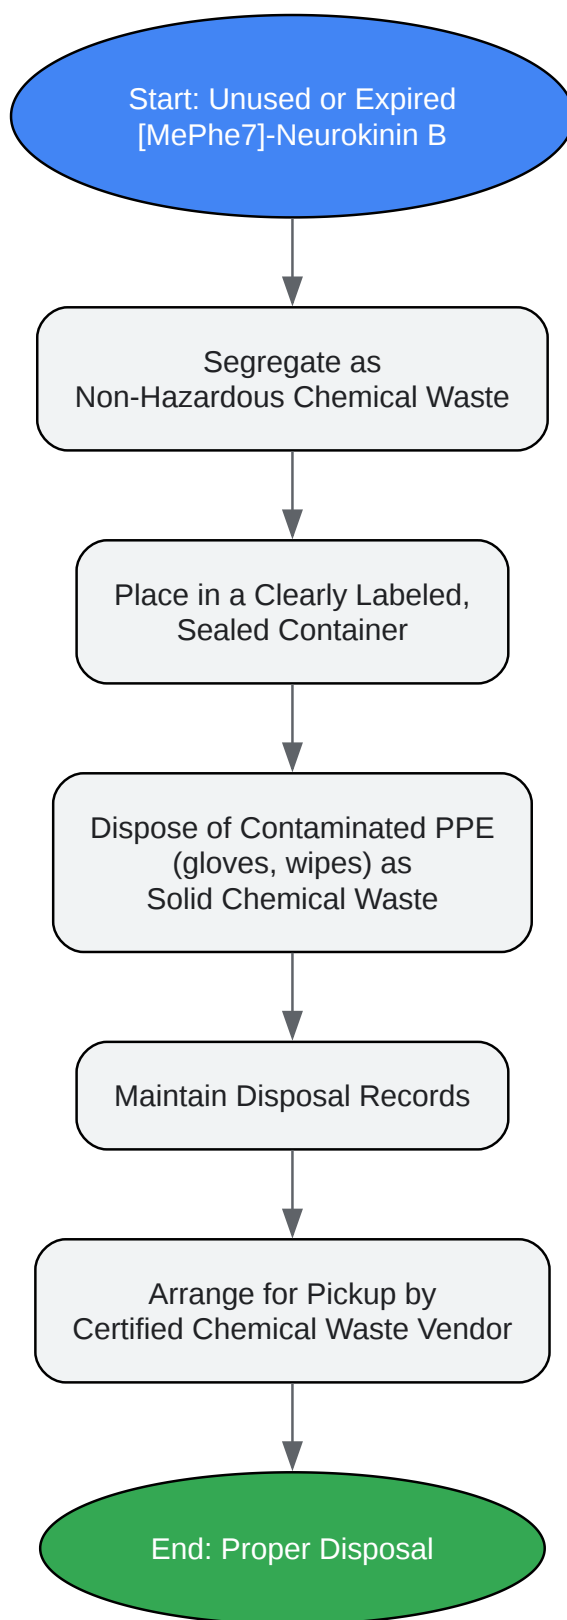 Start: Unused or Expired
[MePhe7]-Neurokinin B
Segregate as
Non-Hazardous Chemical Waste
Place in a Clearly Labeled,
Sealed Container
Dispose of Contaminated PPE
(gloves, wipes) as
Solid Chemical Waste
Maintain Disposal Records
Arrange for Pickup by
Certified Chemical Waste Vendor
End: Proper Disposal